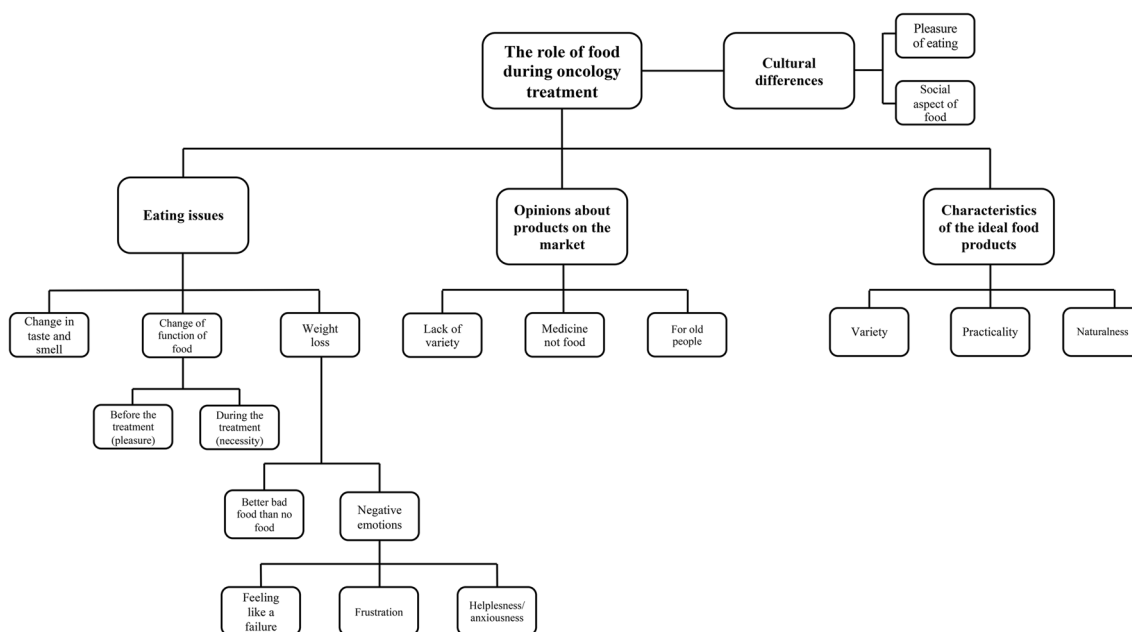 The role of food
during oncology
treatment
Cultural
differences
Pleasure
of eating
Social
aspect of
food
Eating issues
Opinions about
products on the
market
Characteristics
of the ideal food
products
Change in
taste and
smell
Change of
function of
food
Weight
loss
Lack of
variety
Medicine
not food
For old
people
Variety
Practicality
Naturalness
Before the
treatment
(pleasure)
During the
treatment
(necessity)
Better bad
food than no
food
Negative
emotions
Feeling
like a
failure
Frustration
Helplesness/
anxiousness